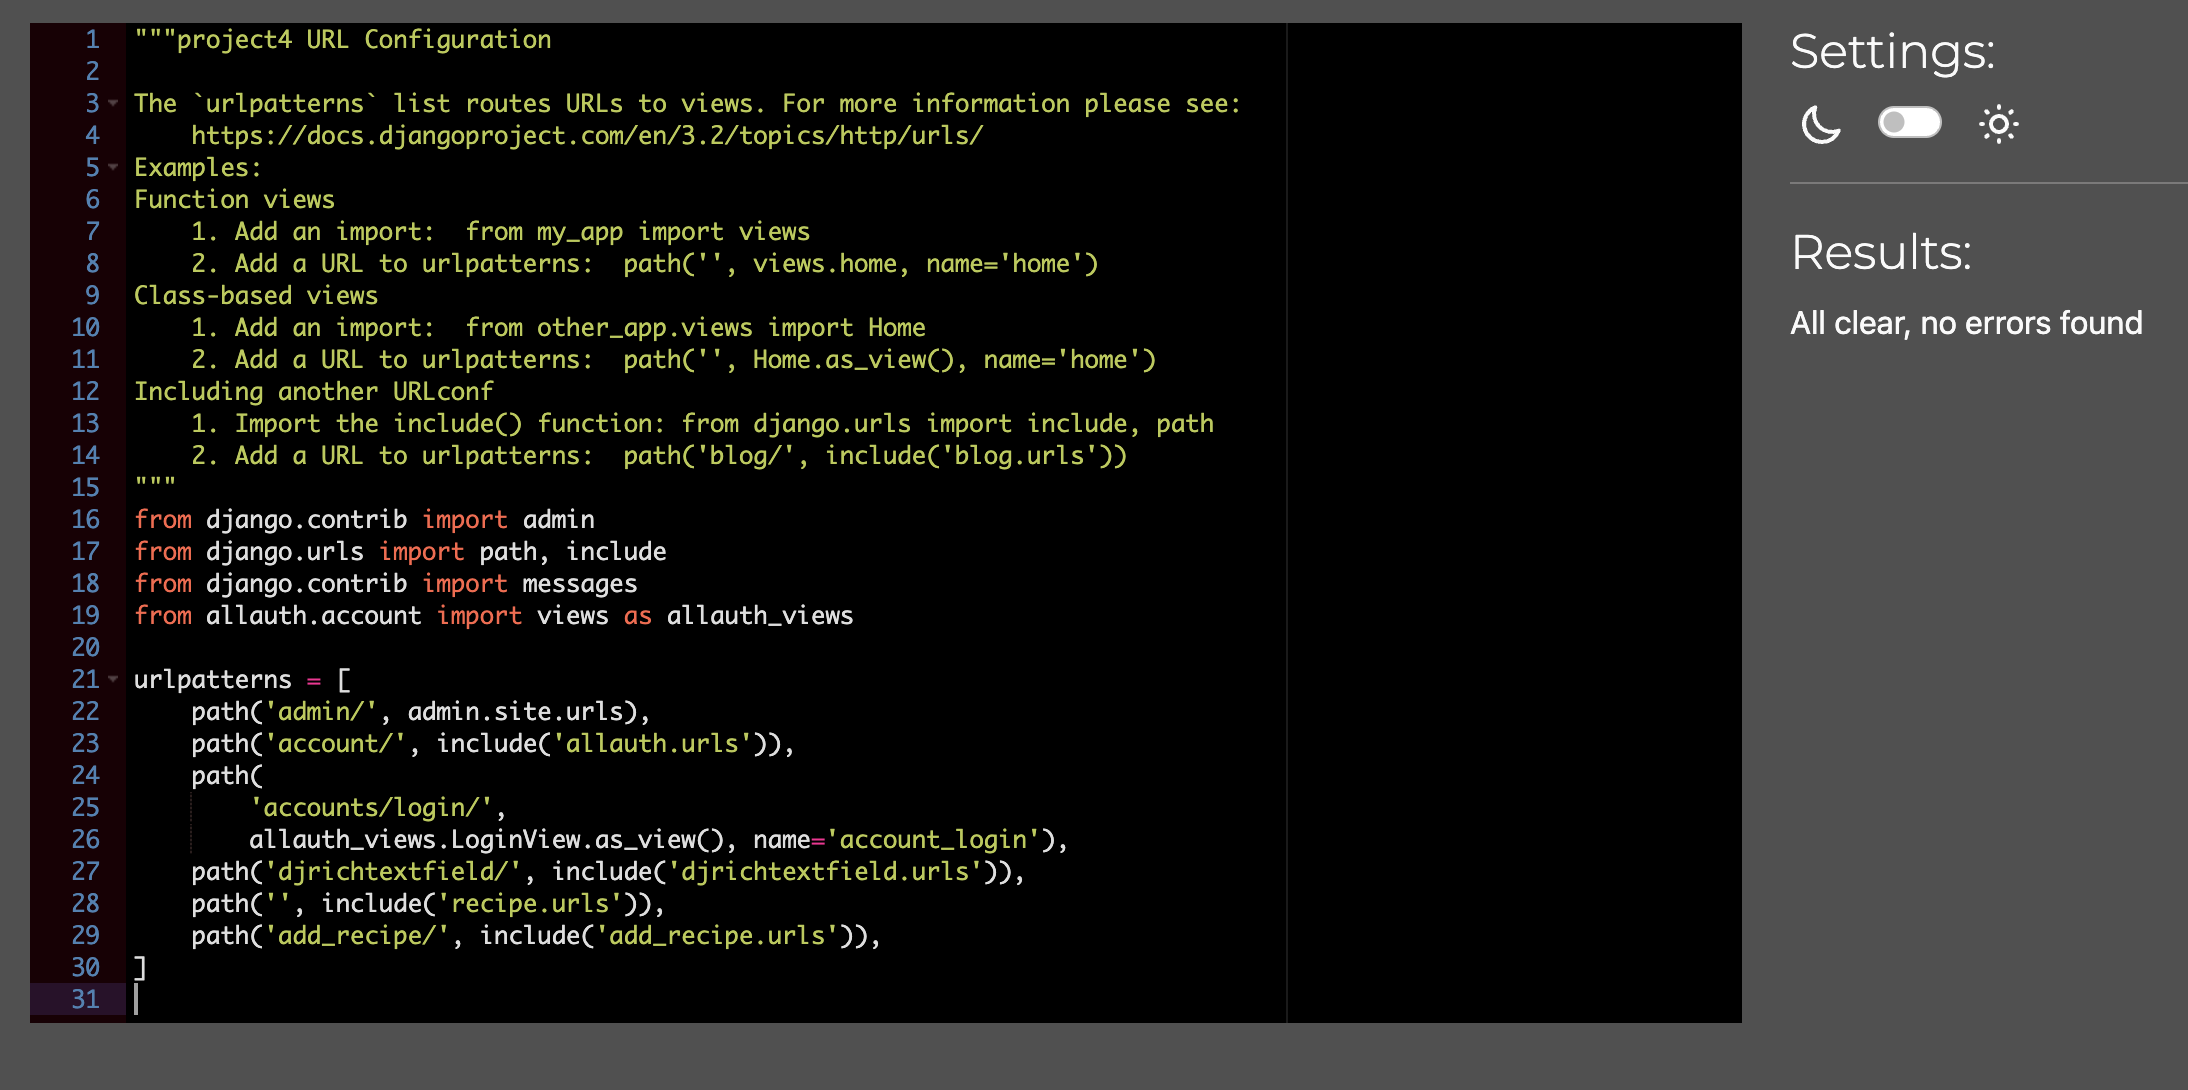 1 """project4 URL Configuration
2
3 The `urlpatterns` list routes URLs to views. For more information please see:
4     https://docs.djangoproject.com/en/3.2/topics/http/urls/
5 Examples:
6 Function views
7     1. Add an import:  from my_app import views
8     2. Add a URL to urlpatterns:  path('', views.home, name='home')
9 Class-based views
10     1. Add an import:  from other_app.views import Home
11     2. Add a URL to urlpatterns:  path('', Home.as_view(), name='home')
12 Including another URLconf
13     1. Import the include() function: from django.urls import include, path
14     2. Add a URL to urlpatterns:  path('blog/', include('blog.urls'))
15 """
16 from django.contrib import admin
17 from django.urls import path, include
18 from django.contrib import messages
19 from allauth.account import views as allauth_views
20
21 urlpatterns = [
22     path('admin/', admin.site.urls),
23     path('account/', include('allauth.urls')),
24     path(
25         'accounts/login/',
26         allauth_views.LoginView.as_view(), name='account_login'),
27     path('djrichtextfield/', include('djrichtextfield.urls')),
28     path('', include('recipe.urls')),
29     path('add_recipe/', include('add_recipe.urls')),
30 ]
31
Settings:
Results:
All clear, no errors found